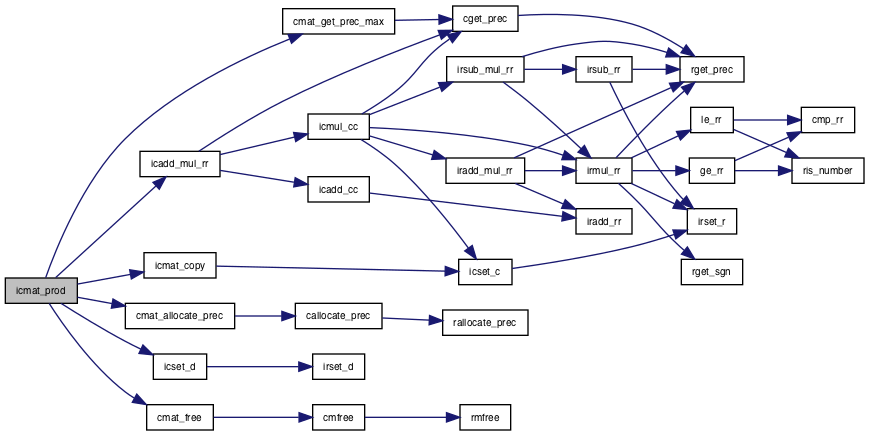 icmat_prod
cmat_get_prec_max
icadd_mul_rr
icmat_copy
cmat_allocate_prec
icset_d
cmat_free
icmul_cc
icadd_cc
callocate_prec
irset_d
cmfree
cget_prec
irsub_mul_rr
iradd_mul_rr
icset_c
rallocate_prec
rmfree
irsub_rr
irmul_rr
iradd_rr
rget_prec
le_rr
ge_rr
irset_r
rget_sgn
cmp_rr
ris_number